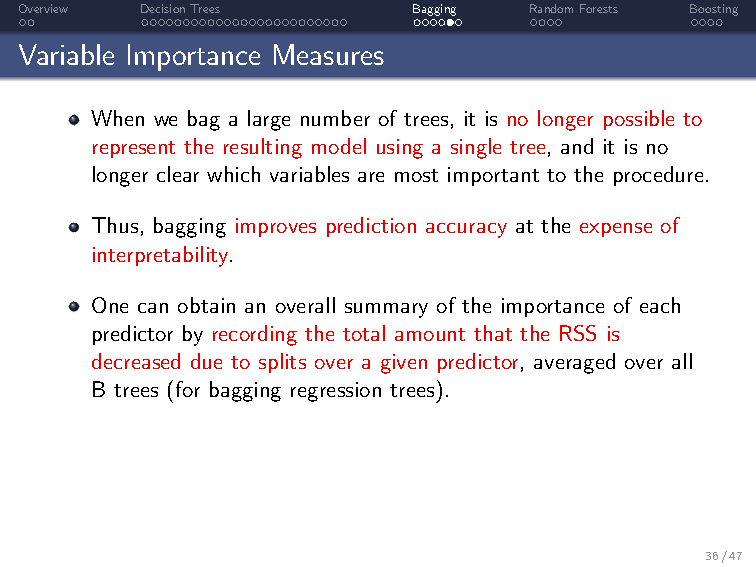 Overview Decision Trees Bagging Random Forests Boosting
Variable Importance Measures
When we bag a large number of trees, it is no longer possible to
represent the resulting model using a single tree, and it is no
longer clear which variables are most important to the procedure.
Thus, bagging improves prediction accuracy at the expense of
interpretability.
One can obtain an overall summary of the importance of each
predictor by recording the total amount that the RSS is
decreased due to splits over a given predictor, averaged over all
B trees (for bagging regression trees).
36 / 47